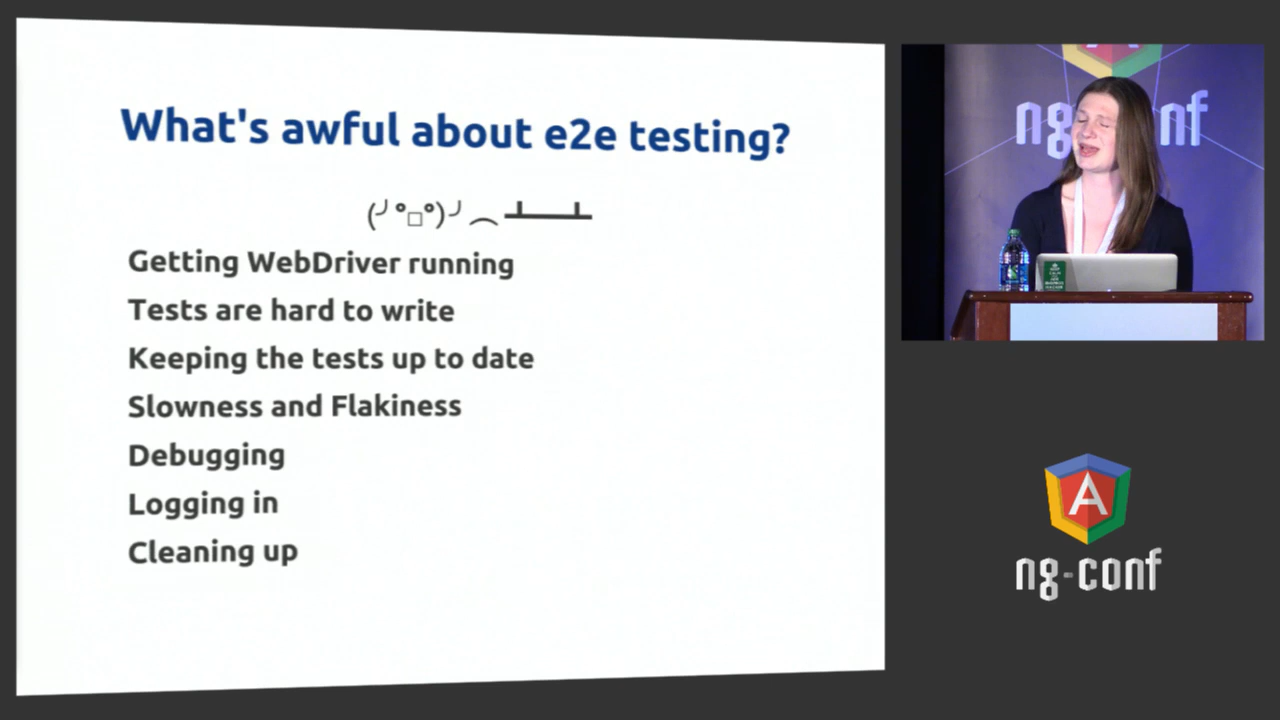 What's awful about e2e testing?
(╯°□°)╯︵ ┻━┻
Getting WebDriver running
Tests are hard to write
Keeping the tests up to date
Slowness and Flakiness
Debugging
Logging in
Cleaning up
ng-conf
A
ng-conf